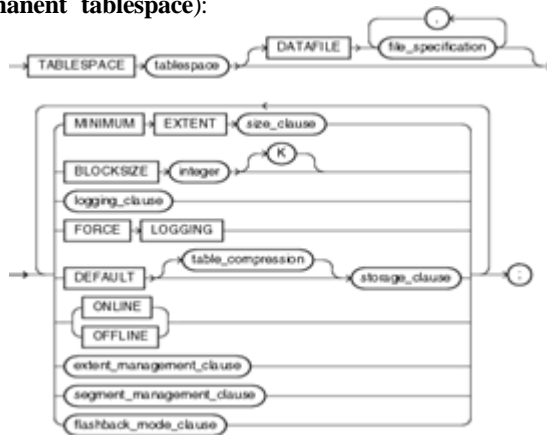 manent tablespace):
,
DATAFILE file_specification
TABLESPACE tablespace
MINIMUM EXTENT size_clause
K
BLOCKSIZE integer
logging_clause
FORCE LOGGING
table_compression
DEFAULT storage_clause
;
ONLINE
OFFLINE
extent_management_clause
segment_management_clause
flashback_mode_clause